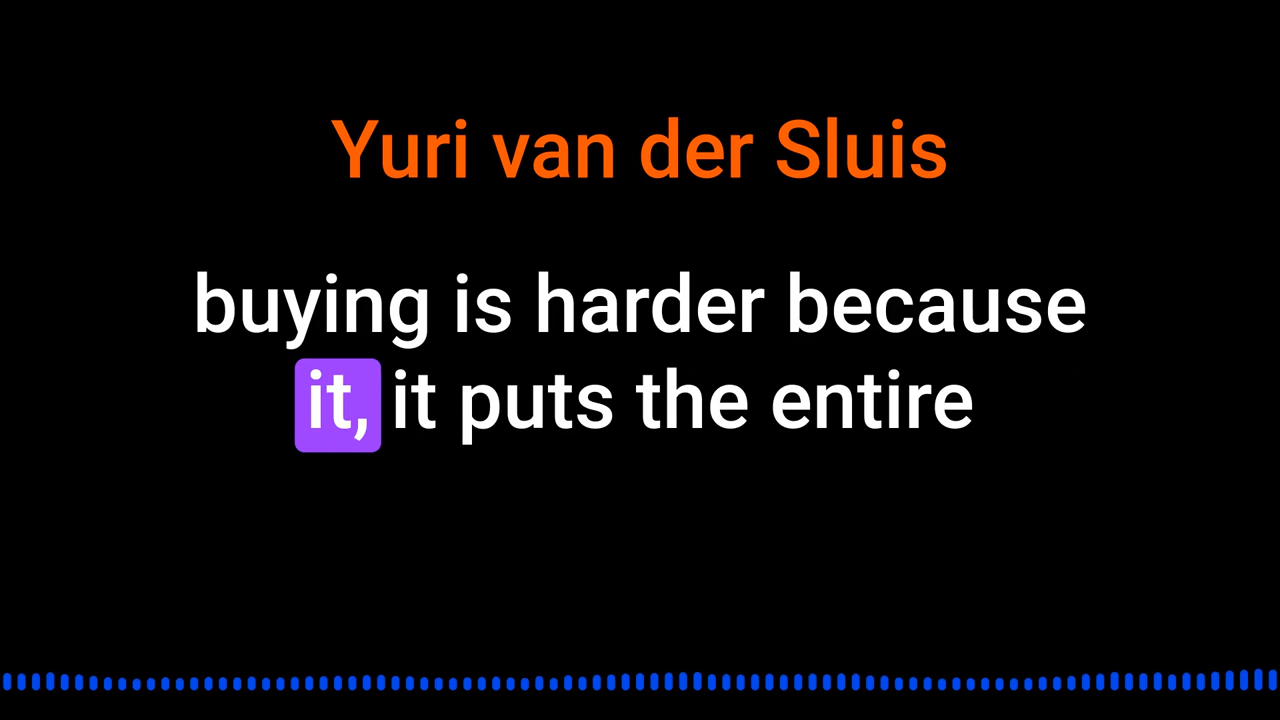 Yuri van der Sluis
buying is harder because
it, it puts the entire